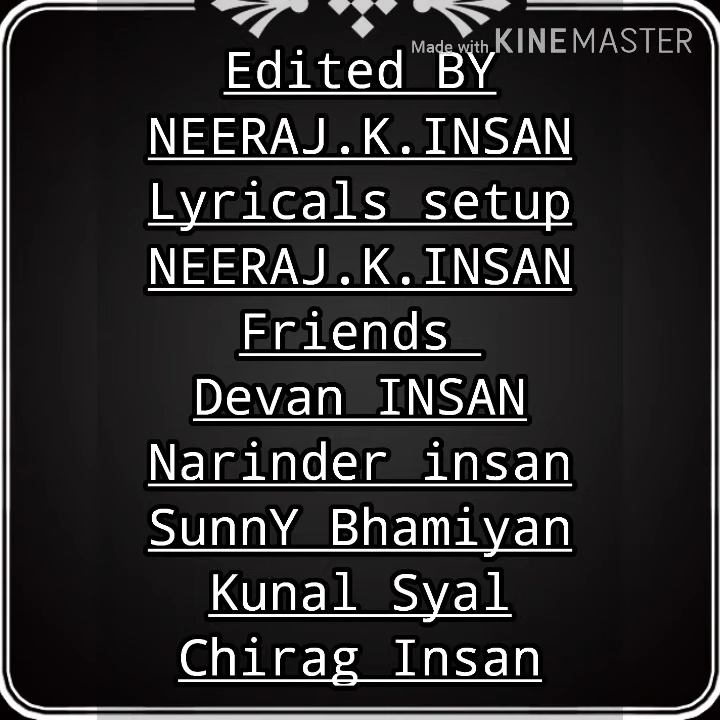 Made with KINEMASTER
Edited BY
NEERAJ.K.INSAN
Lyricals setup
NEERAJ.K.INSAN
Friends
Devan INSAN
Narinder insan
SunnY Bhamiyan
Kunal Syal
Chirag Insan